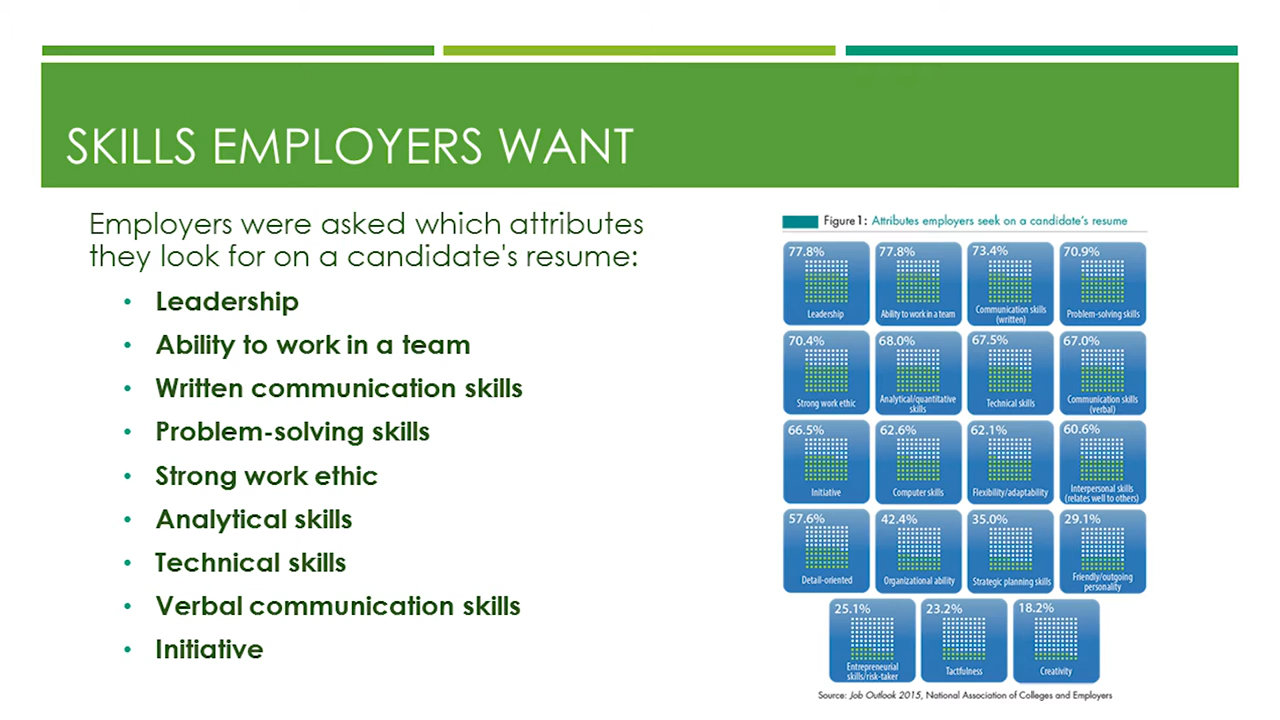 SKILLS EMPLOYERS WANT
Employers were asked which attributes
they look for on a candidate's resume:
• Leadership
• Ability to work in a team
• Written communication skills
• Problem-solving skills
• Strong work ethic
• Analytical skills
• Technical skills
• Verbal communication skills
• Initiative
Figure 1: Attributes employers seek on a candidate's resume
77.8%
Leadership
77.8%
Ability to work in a team
73.4%
Communication skills
(written)
70.9%
Problem-solving skills
70.4%
Strong work ethic
68.0%
Analytical/quantitative
skills
67.5%
Technical skills
67.0%
Communication skills
(verbal)
66.5%
Initiative
62.6%
Computer skills
62.1%
Flexibility/adaptability
60.6%
Interpersonal skills
(relates well to others)
57.6%
Detail-oriented
42.4%
Organizational ability
35.0%
Strategic planning skills
29.1%
Friendly/outgoing
personality
25.1%
Entrepreneurial
skills/risk-taker
23.2%
Tactfulness
18.2%
Creativity
Source: Job Outlook 2015, National Association of Colleges and Employers